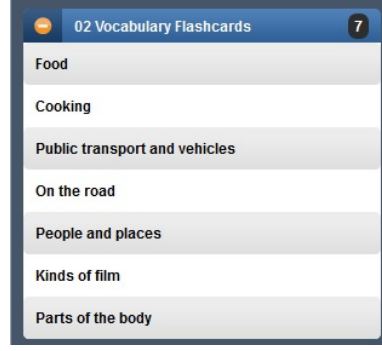 02 Vocabulary Flashcards 7
Food
Cooking
Public transport and vehicles
On the road
People and places
Kinds of film
Parts of the body